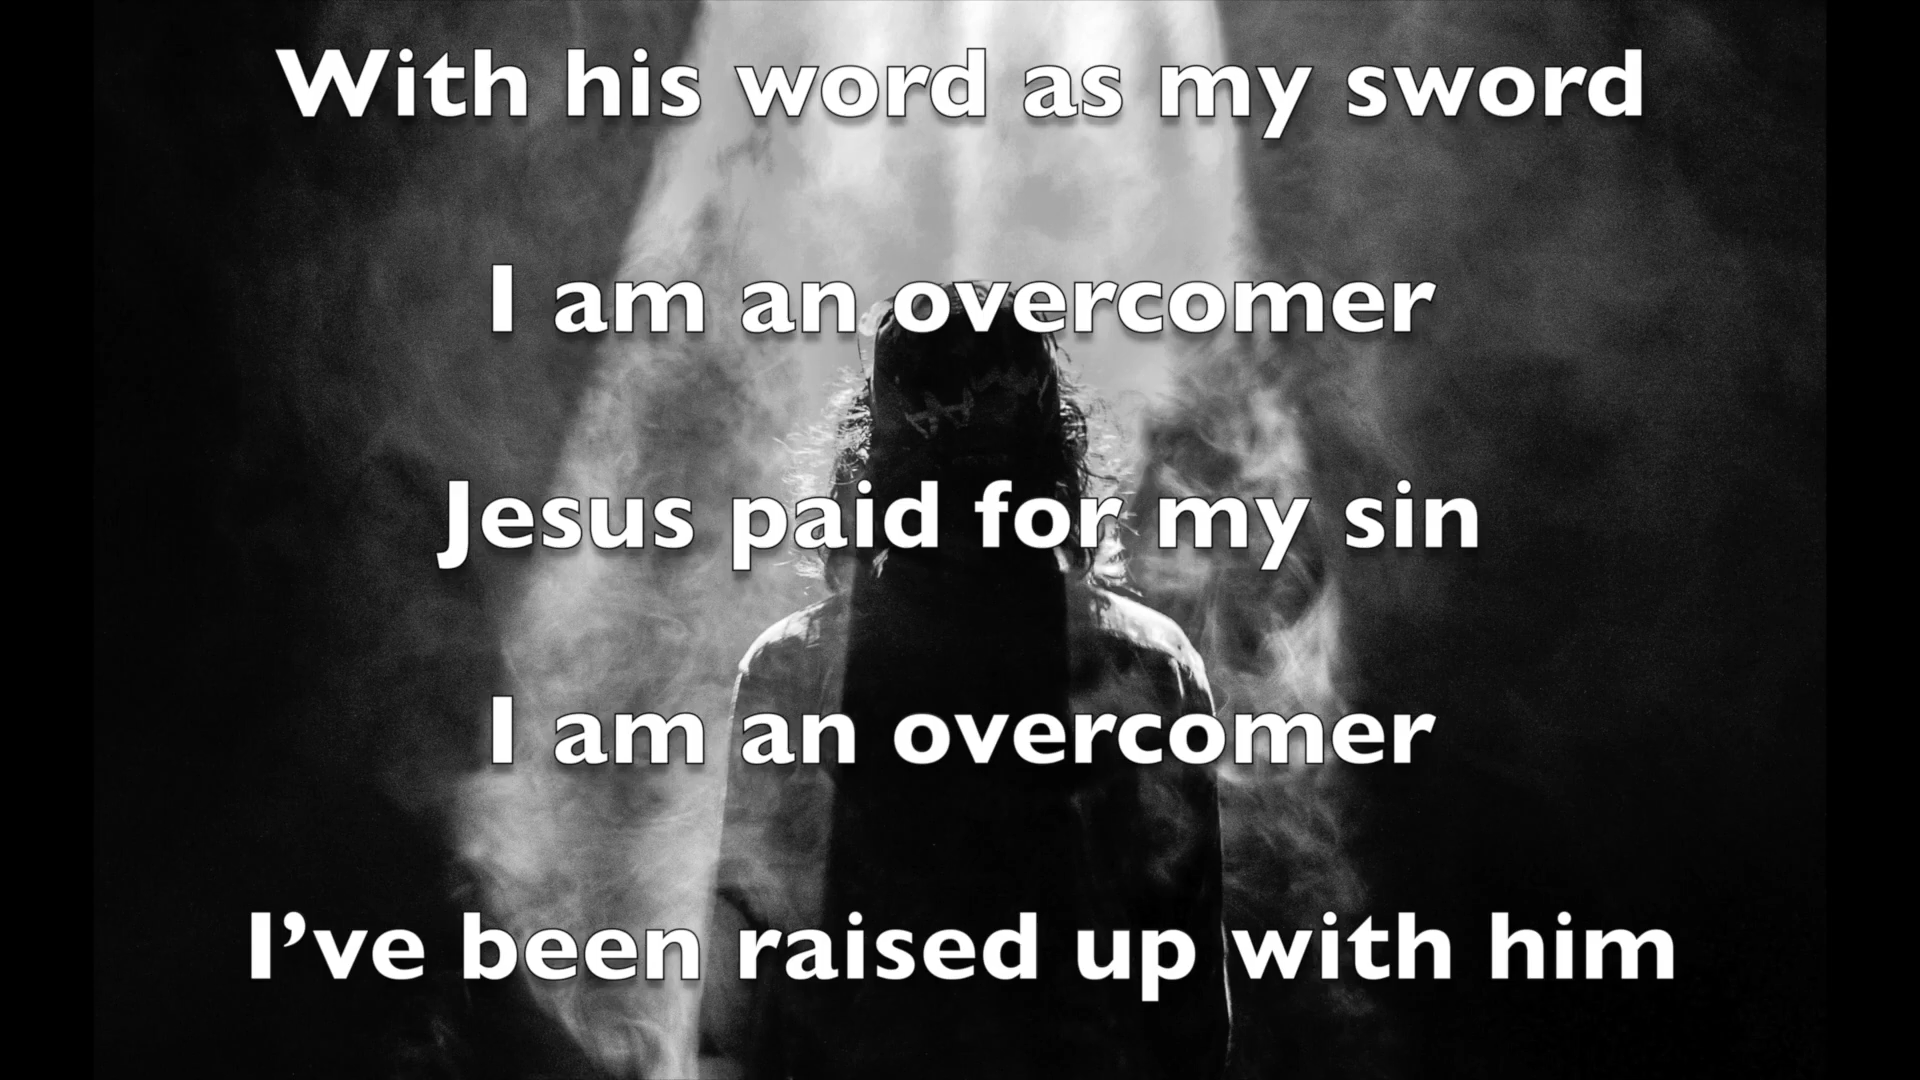 With his word as my sword
I am an overcomer
Jesus paid for my sin
I am an overcomer
I’ve been raised up with him